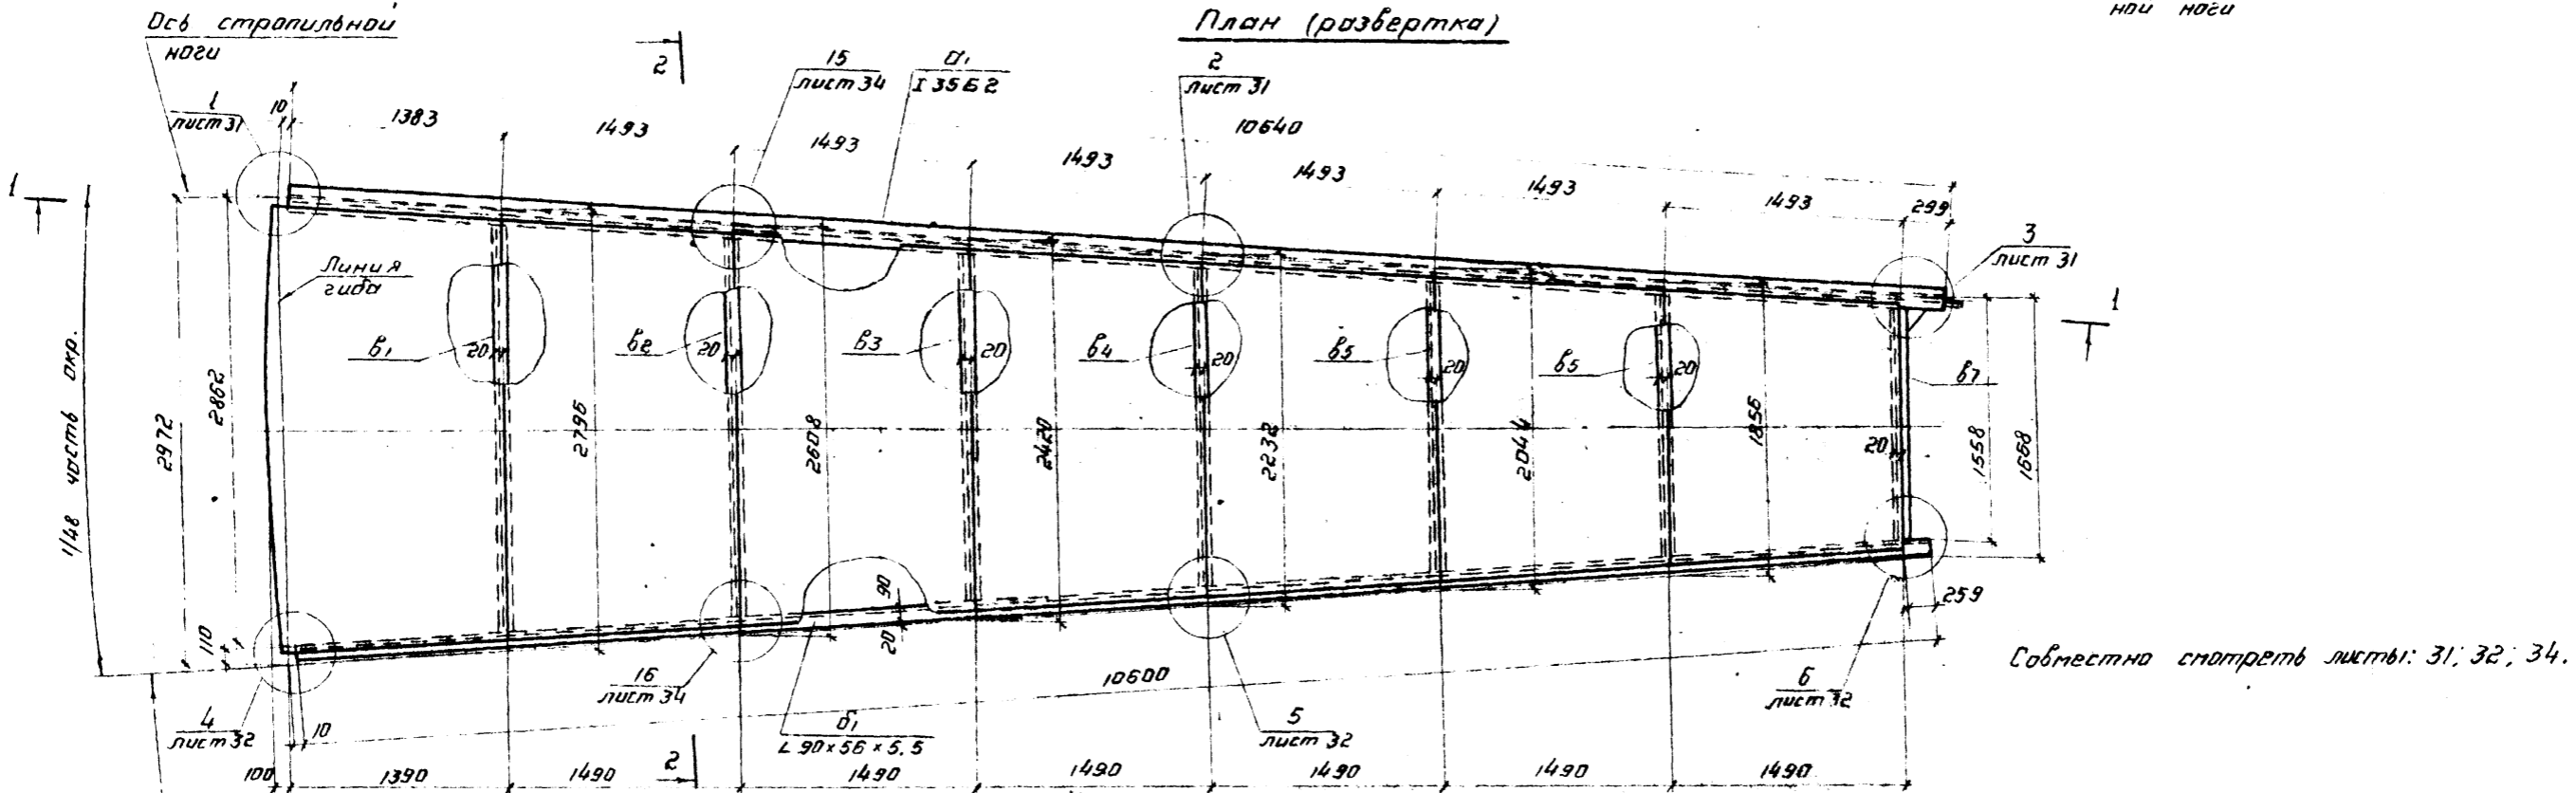 План (развертка)
ной ноги
Ось стропильной
ноги
2
15
лист 34
I 35Б2
2
лист 31
1
лист 31
10
1383
1493
1493
1493
10640
1493
1493
1493
299
3
лист 31
1
1
Линия
гиба
в1
20
в2
20
в3
20
в4
20
в5
20
в5
20
в7
20
1/48 часть окр.
2972
2862
2796
2608
2420
2232
2044
1856
1558
1668
110
90
20
259
Совместно смотреть листы: 31; 32; 34.
4
лист 32
10
16
лист 34
б1
L 90×56×5.5
10600
5
лист 32
6
лист 32
2
100
1390
1490
1490
1490
1490
1490
1490